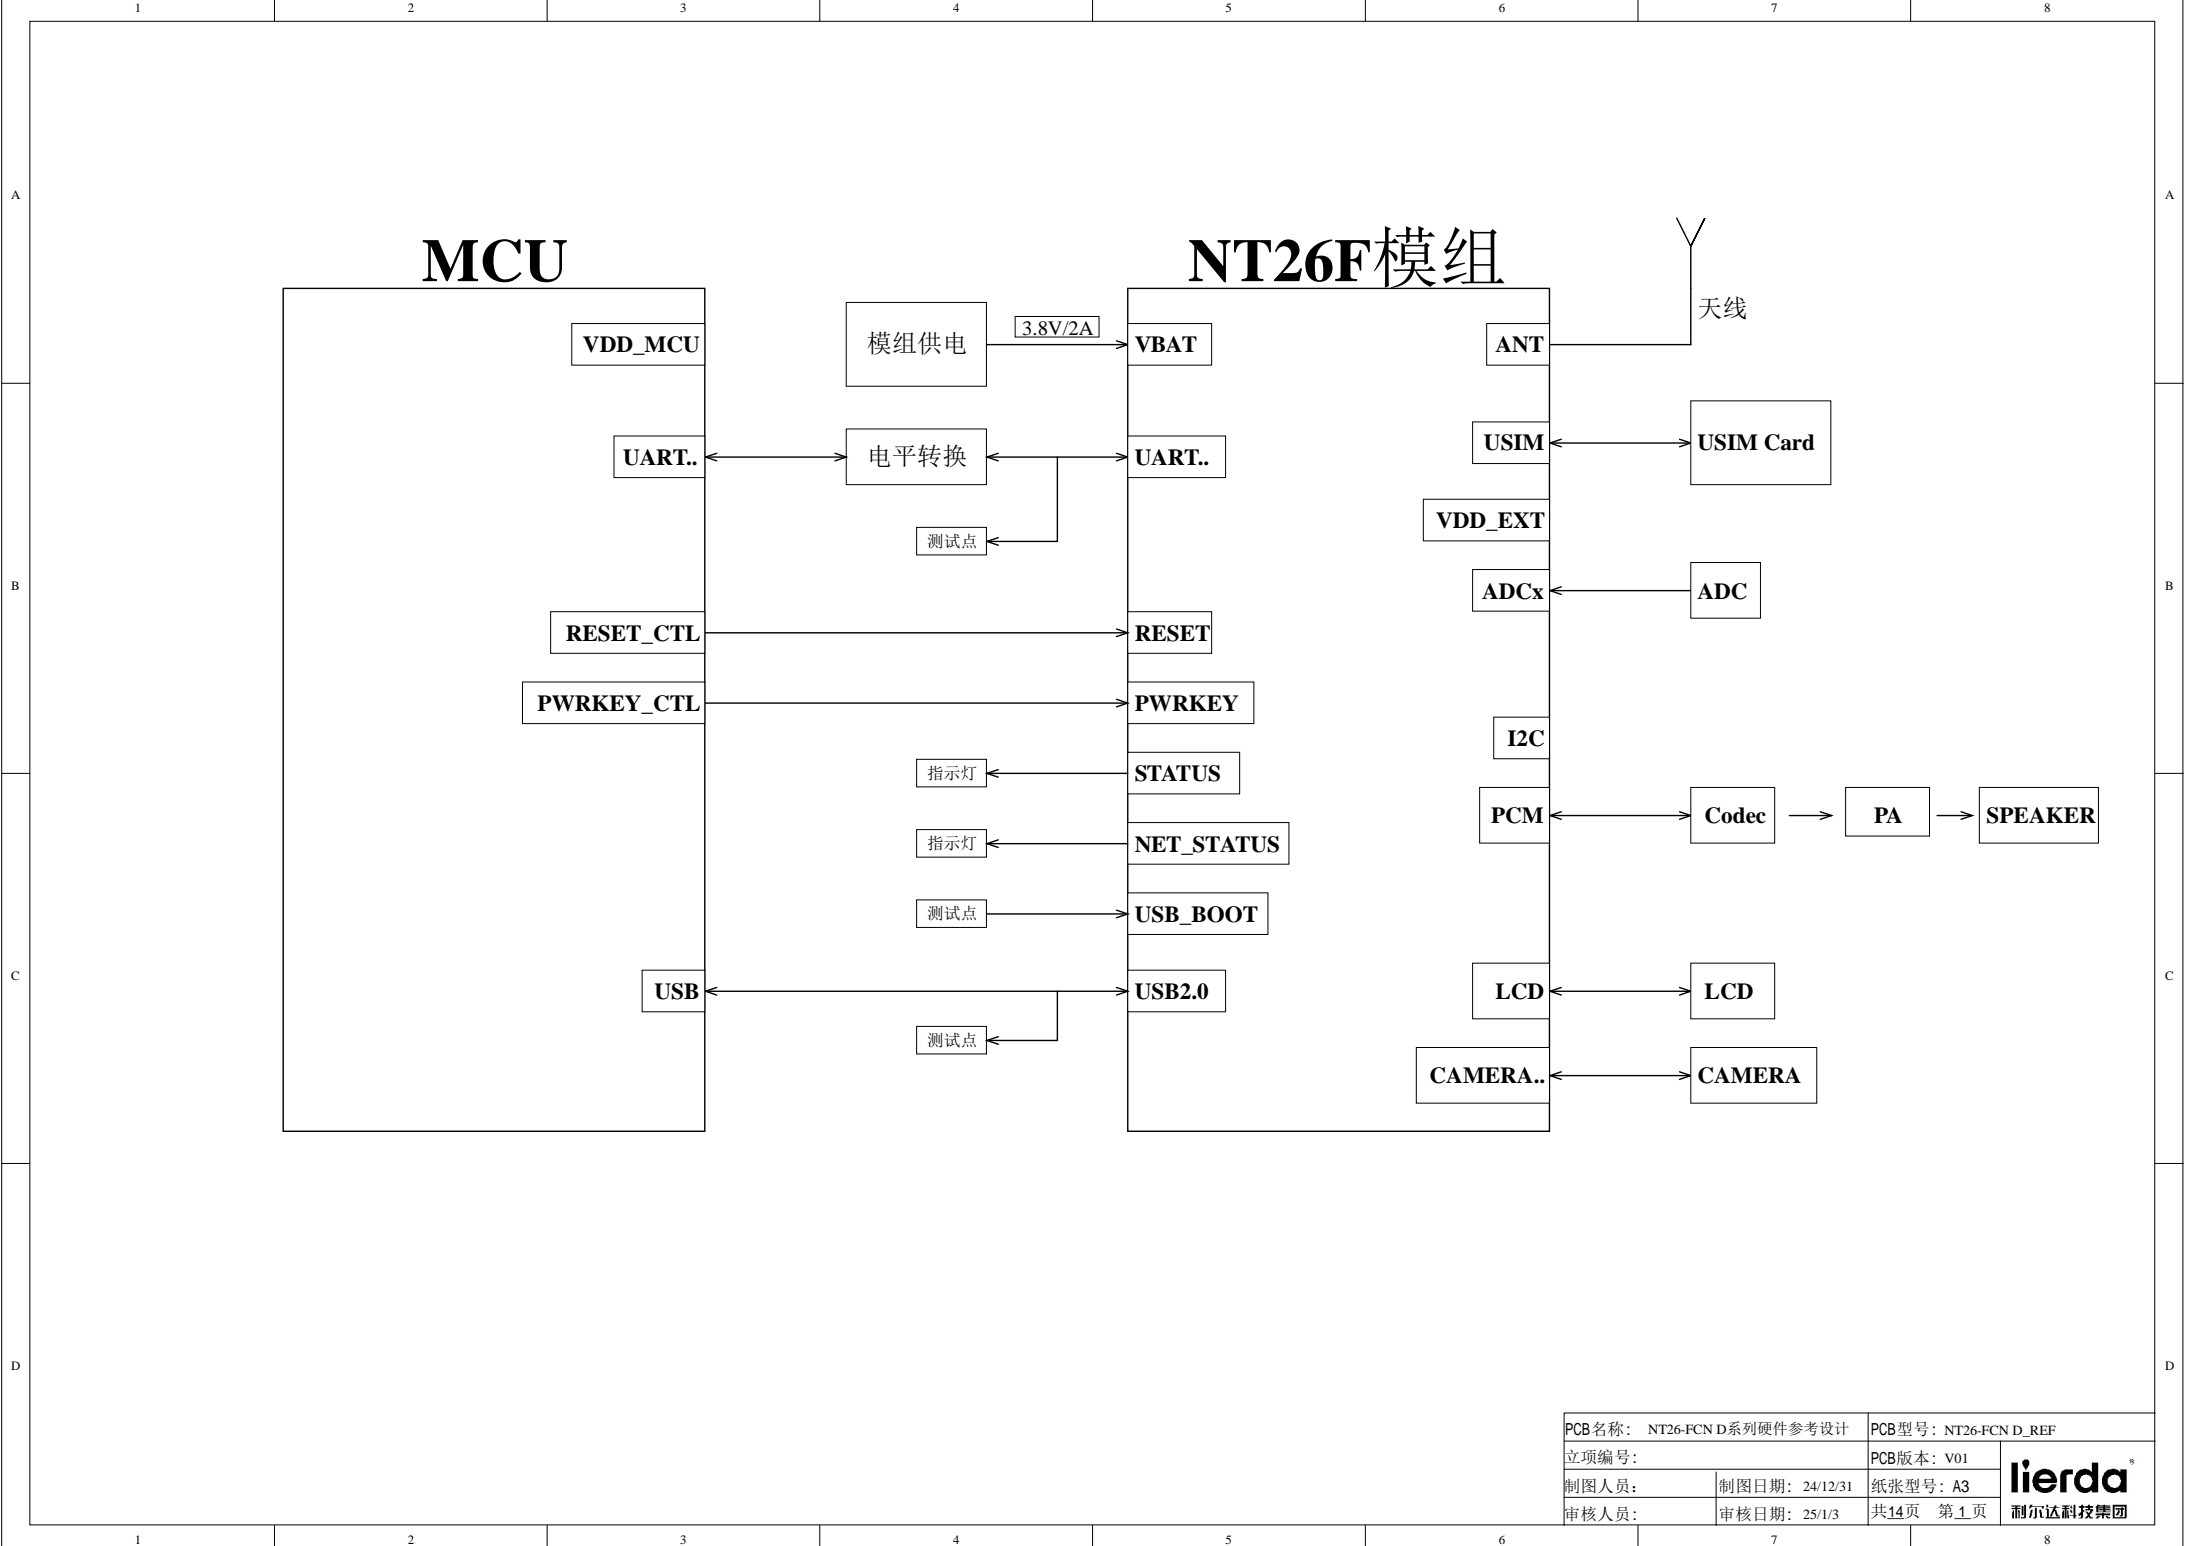 1 2 3 4 5 6 7 8
A A
MCU
NT26F模组
天线
VDD_MCU
模组供电
3.8V/2A
VBAT
ANT
UART..
电平转换
UART..
USIM
USIM Card
VDD_EXT
测试点
ADCx
ADC
B B
RESET_CTL
RESET
PWRKEY_CTL
PWRKEY
I2C
指示灯
STATUS
PCM
Codec
PA
SPEAKER
指示灯
NET_STATUS
测试点
USB_BOOT
C C
USB
USB2.0
LCD
LCD
测试点
CAMERA..
CAMERA
D D
PCB名称: NT26-FCN D系列硬件参考设计
PCB型号: NT26-FCN D_REF
立项编号:
PCB版本: V01
制图人员:
制图日期: 24/12/31
纸张型号: A3
审核人员:
审核日期: 25/1/3
共14页 第 1 页
lierda
利尔达科技集团
1 2 3 4 5 6 7 8